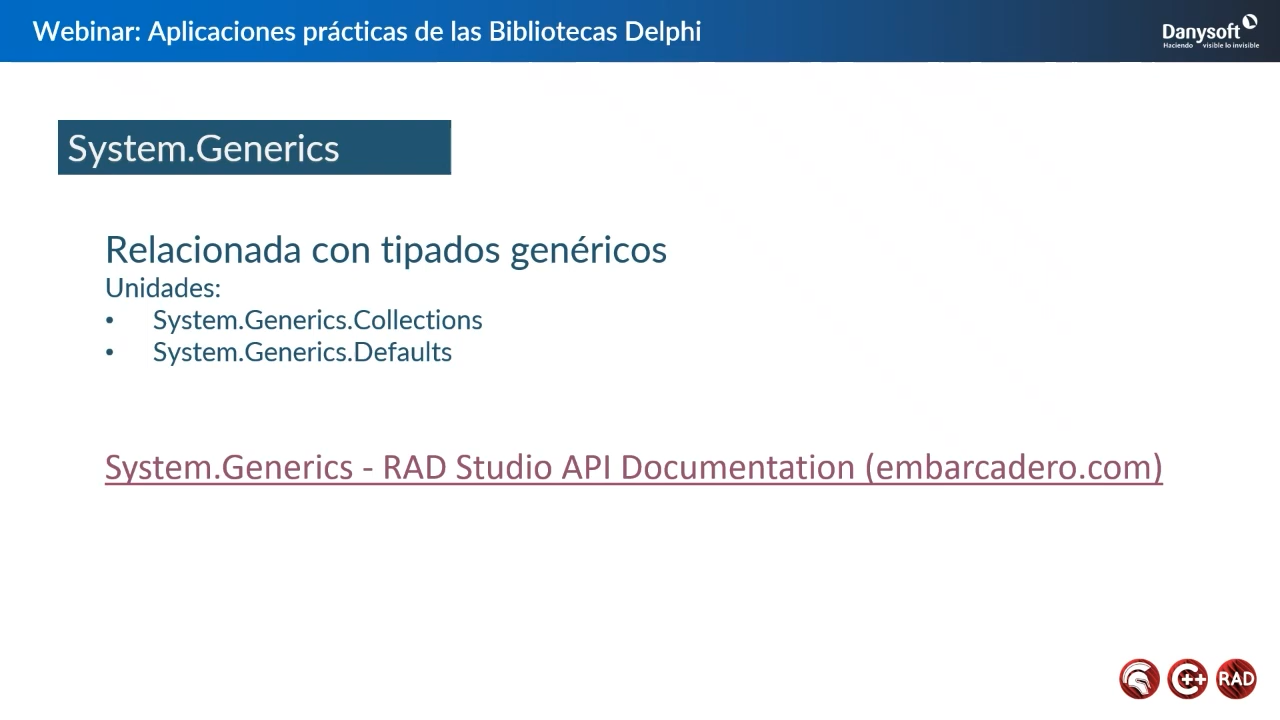 Webinar: Aplicaciones prácticas de las Bibliotecas Delphi
Danysoft
Haciendo visible lo invisible
System.Generics
Relacionada con tipados genéricos
Unidades:
• System.Generics.Collections
• System.Generics.Defaults
System.Generics - RAD Studio API Documentation (embarcadero.com)
C++ RAD